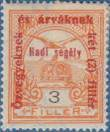 Özvegyeknek
és árváknak
két (2) fillér
Hadi segély
3
FILLÉR